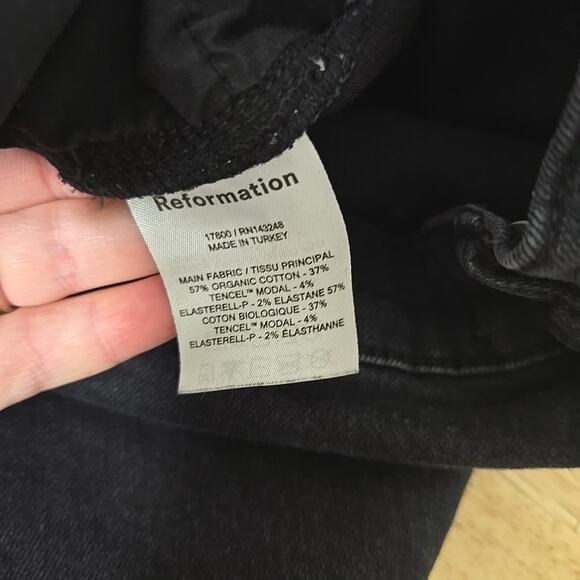 Reformation
17800 / RN143248
MADE IN TURKEY
MAIN FABRIC / TISSU PRINCIPAL
57% ORGANIC COTTON - 37%
TENCEL™ MODAL - 4%
ELASTERELL-P - 2% ELASTANE 57%
COTON BIOLOGIQUE - 37%
TENCEL™ MODAL - 4%
ELASTERELL-P - 2% ÉLASTHANNE